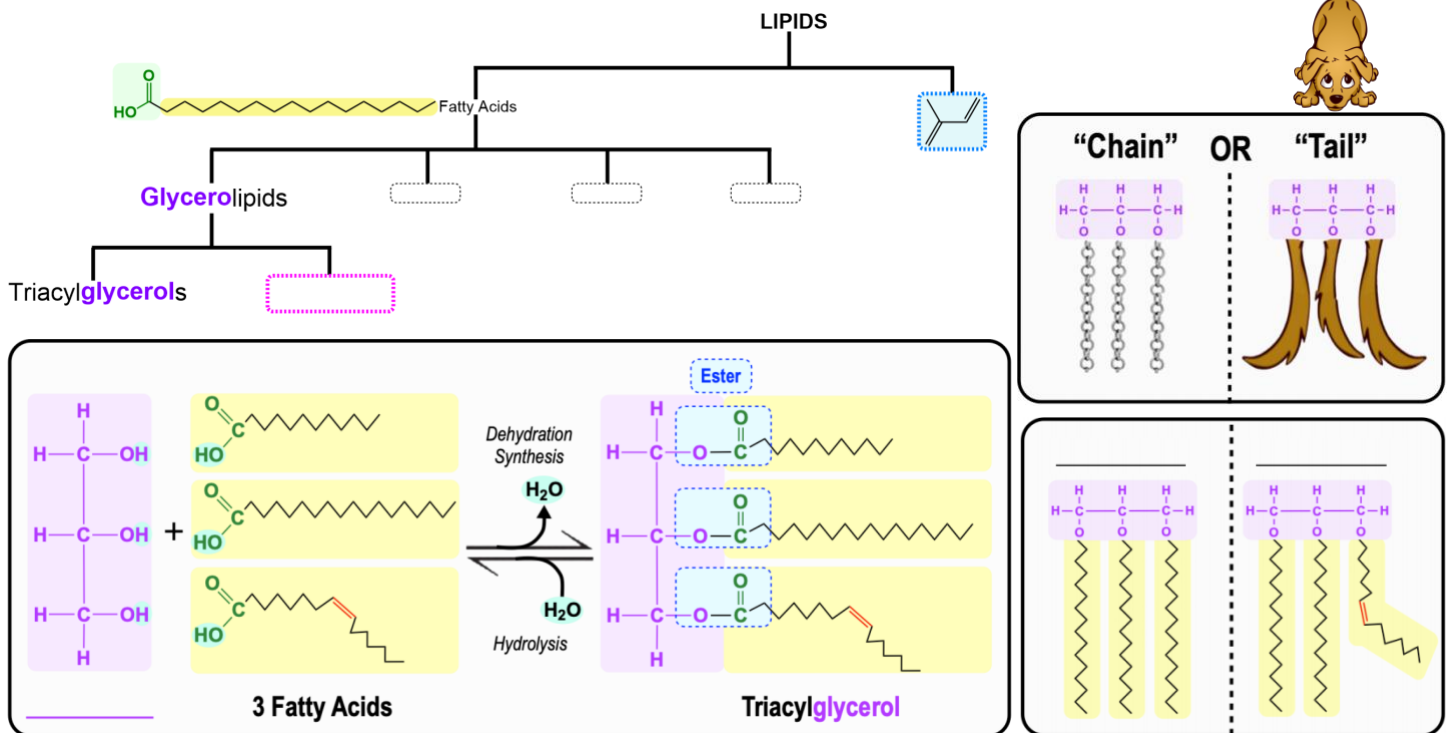 LIPIDS
O
HO
Fatty Acids
Glycerolipids
Triacylglycerols
"Chain" OR "Tail"
H H H
H-C-C-C-H
O O O
H H H
H-C-C-C-H
O O O
Ester
H
H-C-OH
H-C-OH
H-C-OH
H
+
O
C
HO
O
C
HO
O
C
HO
Dehydration
Synthesis
H2O
H2O
Hydrolysis
H
O
H-C-O-C
O
H-C-O-C
O
H-C-O-C
H
3 Fatty Acids
Triacylglycerol
H H H
H-C-C-C-H
O O O
H H H
H-C-C-C-H
O O O